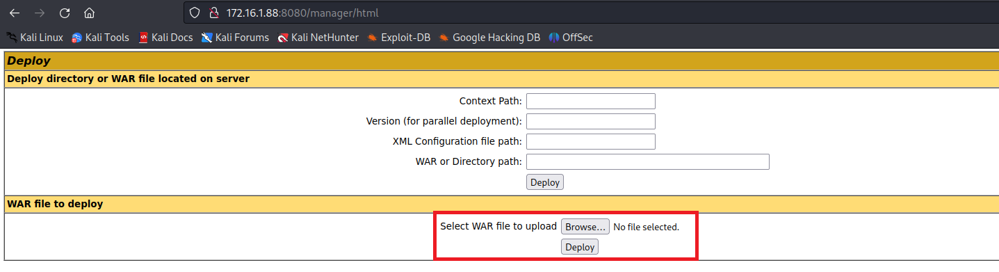 172.16.1.88:8080/manager/html
Kali Linux Kali Tools Kali Docs Kali Forums Kali NetHunter Exploit-DB Google Hacking DB OffSec
Deploy
Deploy directory or WAR file located on server
Context Path:
Version (for parallel deployment):
XML Configuration file path:
WAR or Directory path:
Deploy
WAR file to deploy
Select WAR file to upload Browse... No file selected.
Deploy